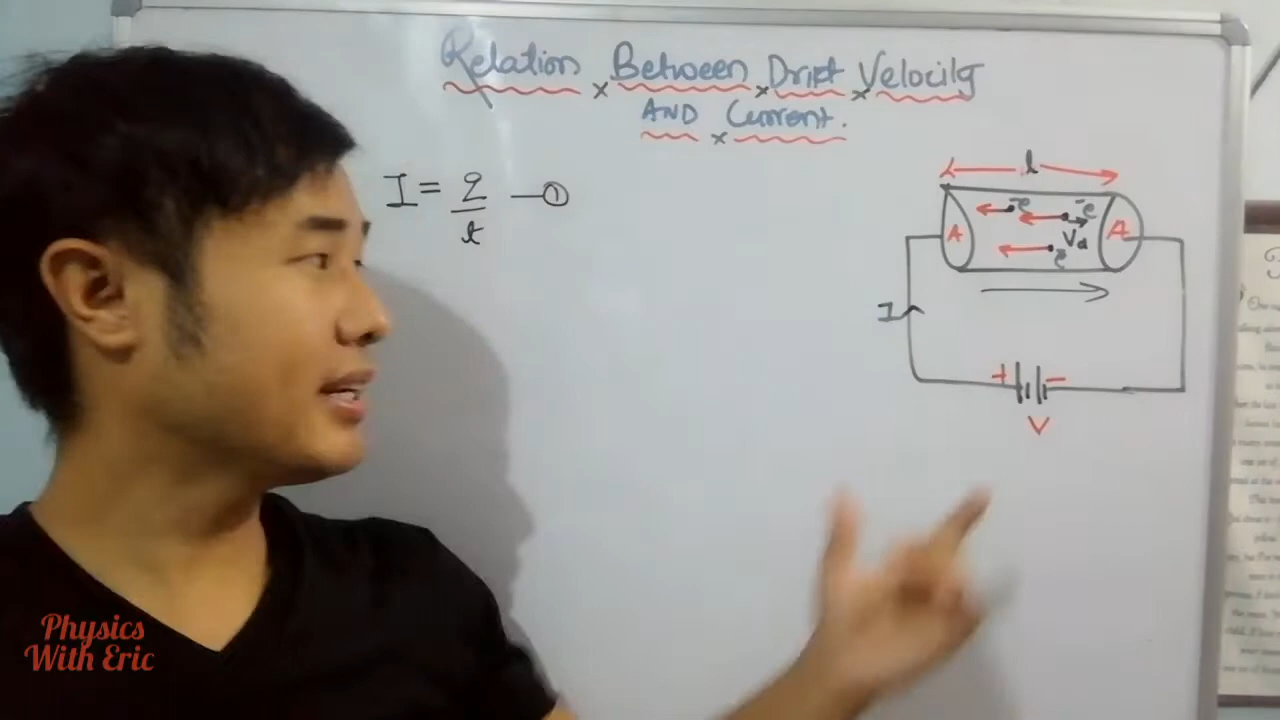 Relation Between Drift Velocity
AND Current.
I = q/t —①
l
A
-e
-e
A
Vd
e
I
+
-
V
Physics
With Eric